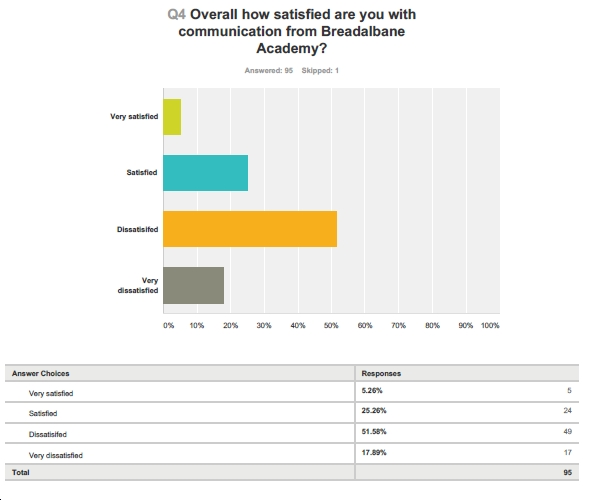 Q4 Overall how satisfied are you with
communication from Breadalbane
Academy?
Answered: 95 Skipped: 1
Very satisfied
Satisfied
Dissatisifed
Very
dissatisfied
0% 10% 20% 30% 40% 50% 60% 70% 80% 90% 100%
Answer Choices Responses
Very satisfied 5.26% 5
Satisfied 25.26% 24
Dissatisifed 51.58% 49
Very dissatisfied 17.89% 17
Total 95